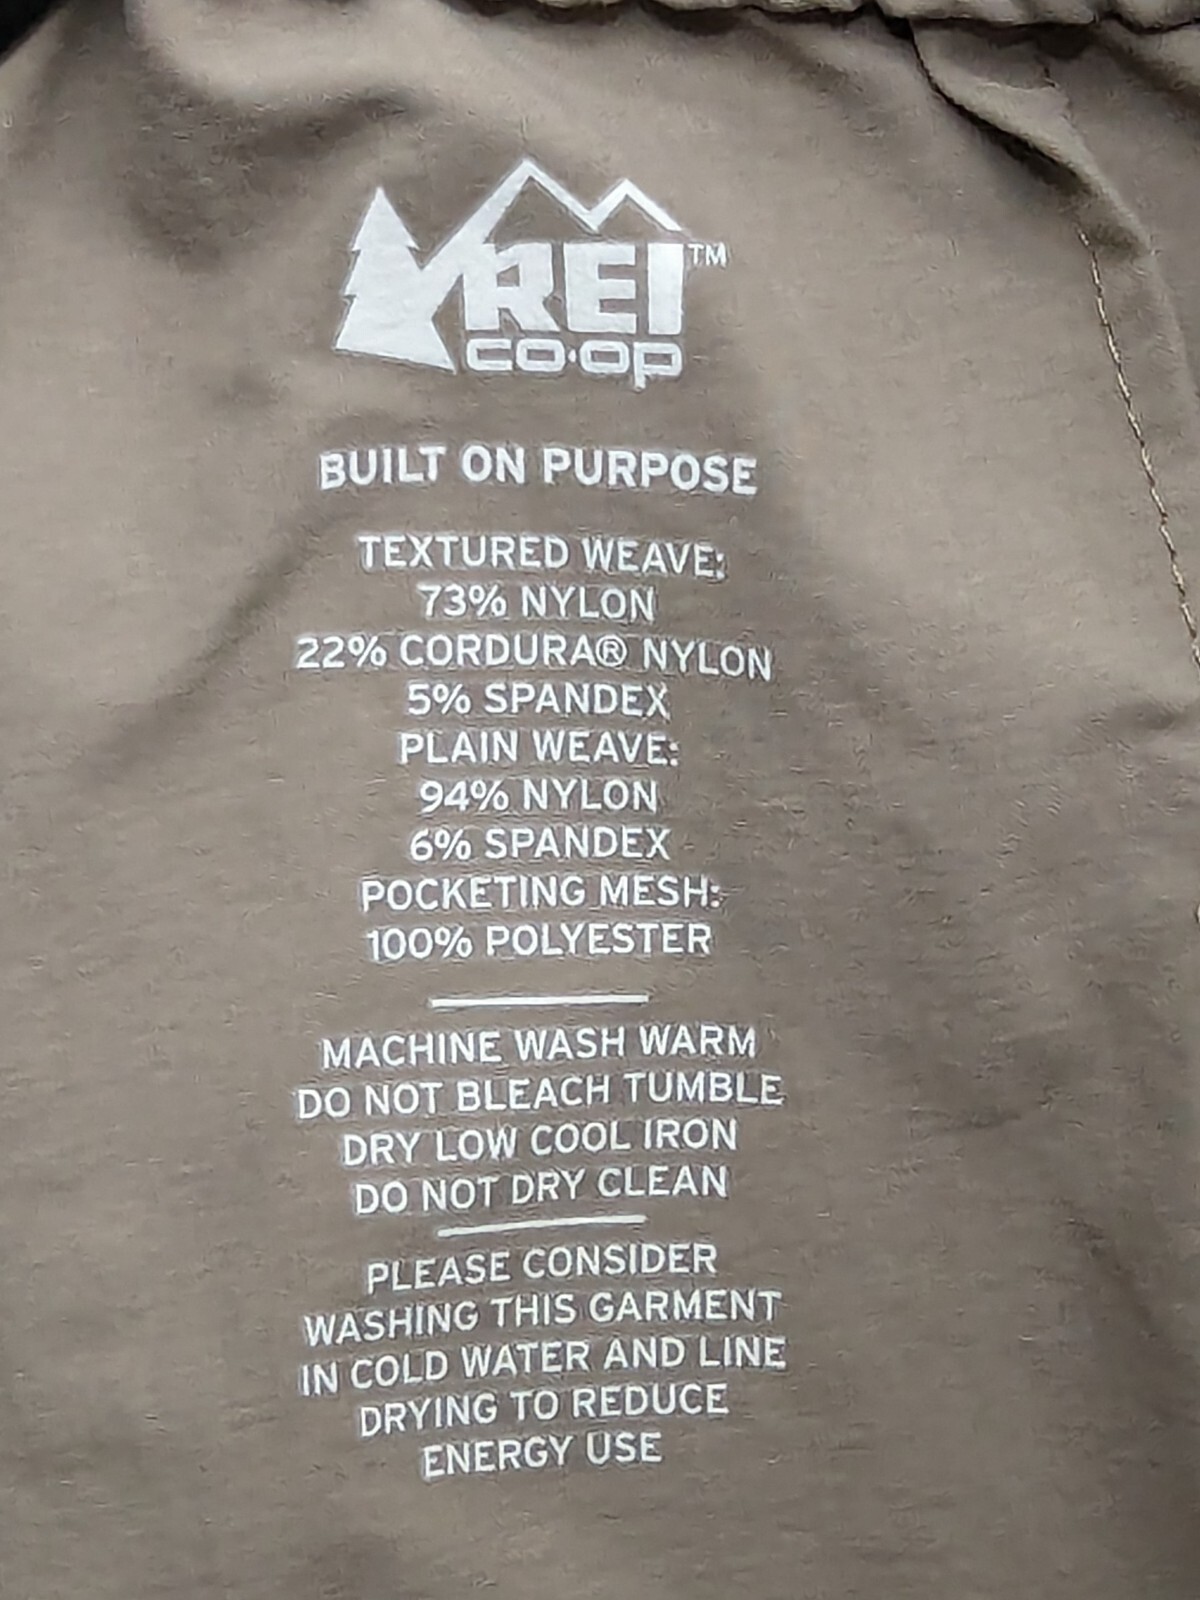 REI™
CO·OP
BUILT ON PURPOSE
TEXTURED WEAVE:
73% NYLON
22% CORDURA® NYLON
5% SPANDEX
PLAIN WEAVE:
94% NYLON
6% SPANDEX
POCKETING MESH:
100% POLYESTER
MACHINE WASH WARM
DO NOT BLEACH TUMBLE
DRY LOW COOL IRON
DO NOT DRY CLEAN
PLEASE CONSIDER
WASHING THIS GARMENT
IN COLD WATER AND LINE
DRYING TO REDUCE
ENERGY USE